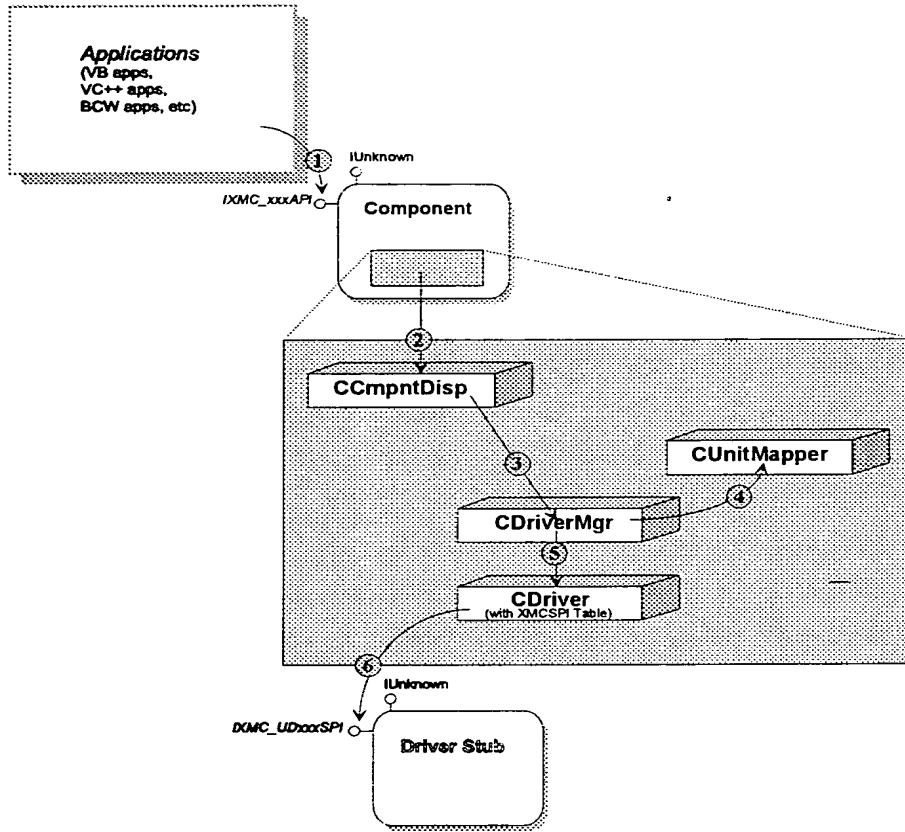 Applications
(VB apps,
VC++ apps,
BCW apps, etc)
1
IUnknown
IXMC_xxxAPI
Component
2
CCmpntDisp
3
CUnitMapper
4
CDriverMgr
5
CDriver
(with XMCSPI Table)
6
IUnknown
IXMC_UDxxxSPI
Driver Stub